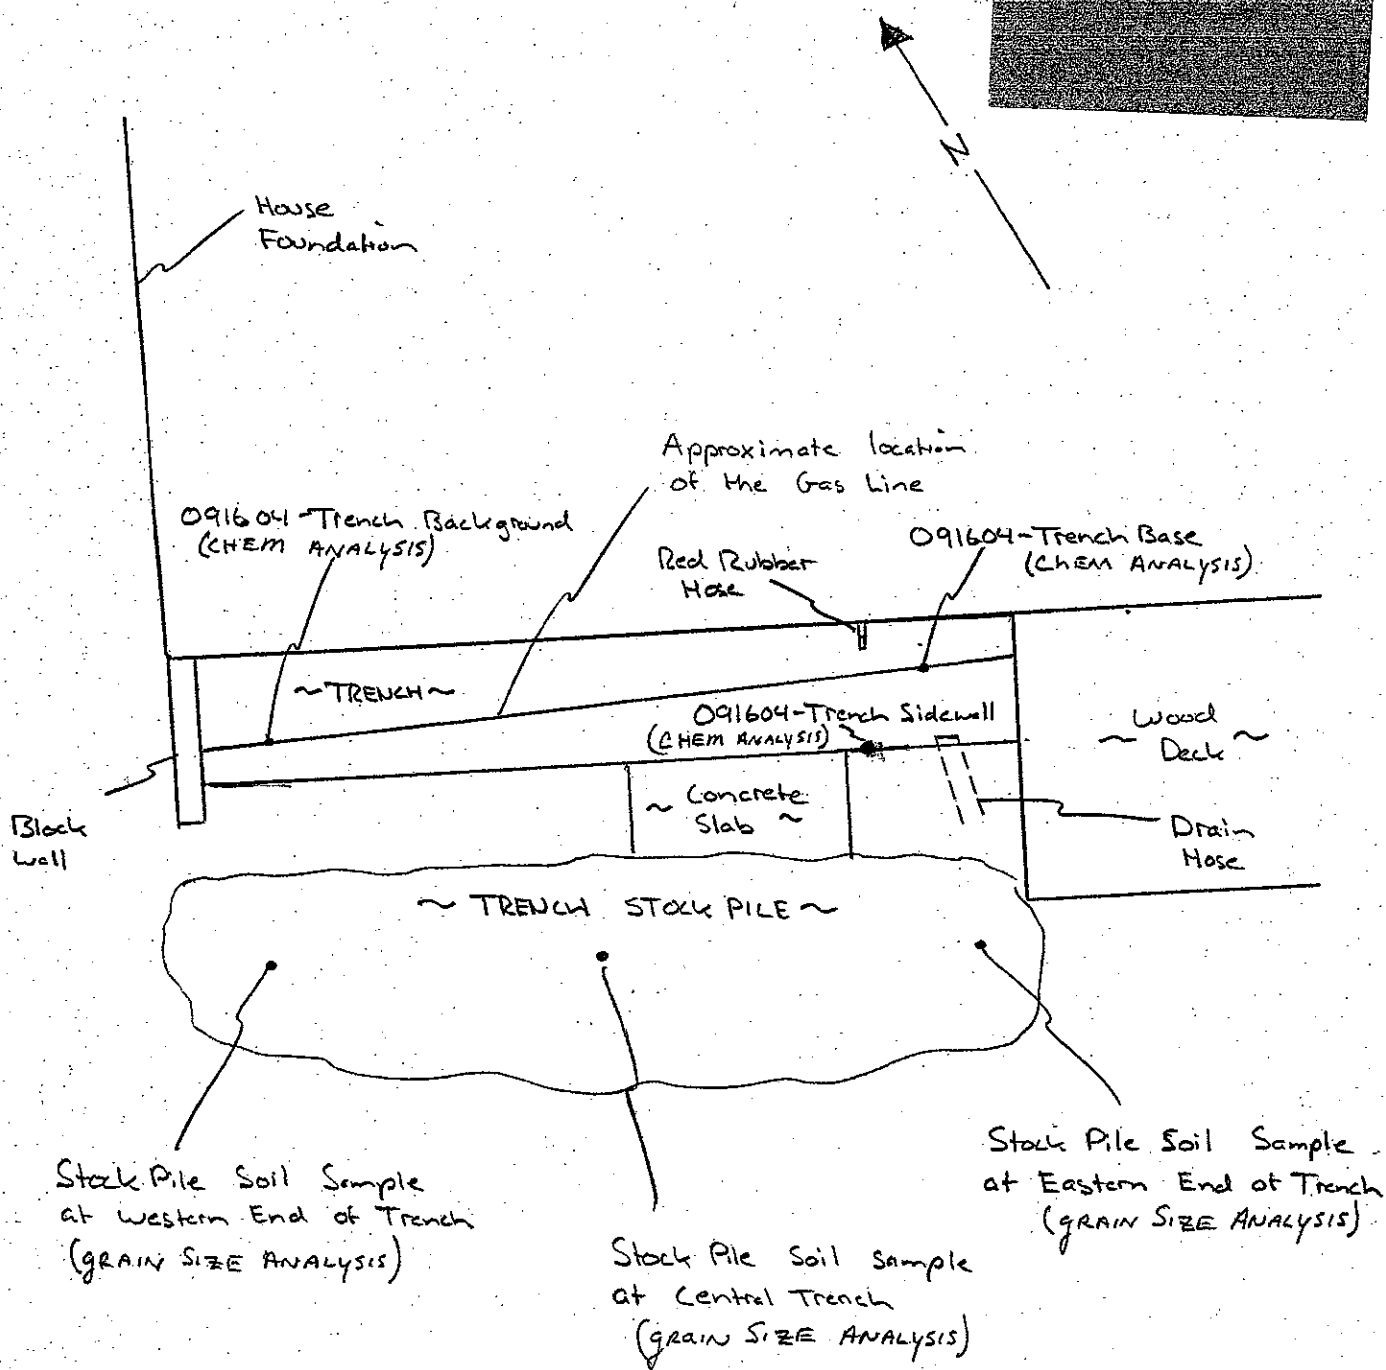 N
House
Foundation
Approximate location
of the Gas Line
091604-Trench Background
(CHEM ANALYSIS)
Red Rubber
Hose
091604-Trench Base
(CHEM ANALYSIS)
~TRENCH~
091604-Trench Sidewall
(CHEM ANALYSIS)
~ Wood
Deck ~
Block
Wall
~ Concrete
Slab ~
Drain
Hose
~ TRENCH STOCK PILE ~
Stock Pile Soil Sample
at Western End of Trench
(GRAIN SIZE ANALYSIS)
Stock Pile Soil Sample
at Central Trench
(GRAIN SIZE ANALYSIS)
Stock Pile Soil Sample
at Eastern End of Trench
(GRAIN SIZE ANALYSIS)